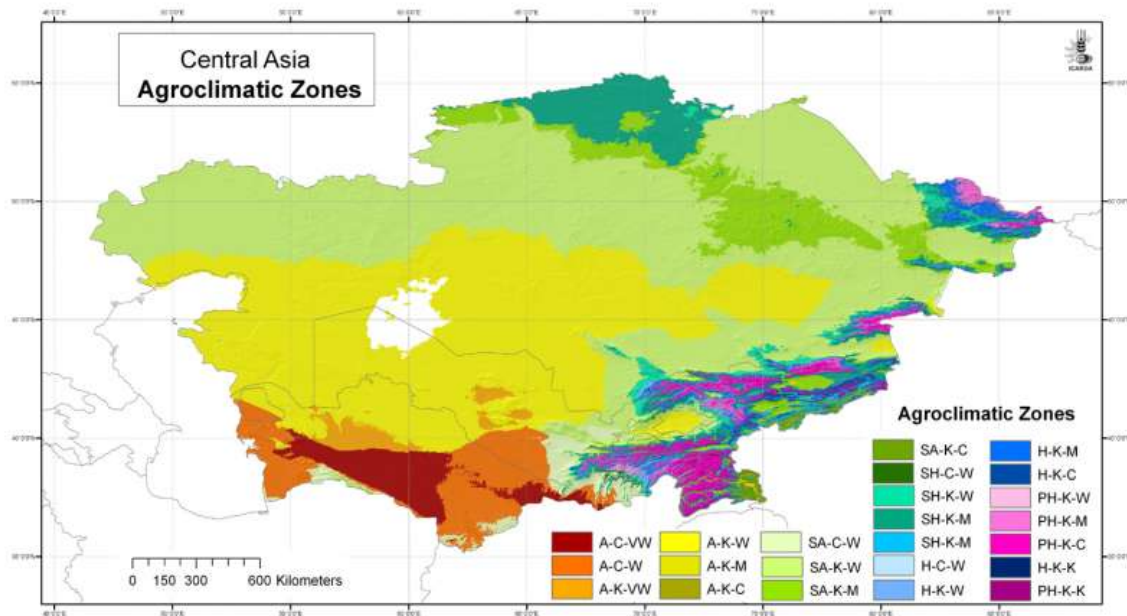 Central Asia
Agroclimatic Zones
ICARDA
Agroclimatic Zones
SA-K-C
SH-C-W
SH-K-W
SH-K-M
SH-K-M
H-C-W
H-K-W
H-K-M
H-K-C
PH-K-W
PH-K-M
PH-K-C
H-K-K
PH-K-K
A-C-VW
A-C-W
A-K-VW
A-K-W
A-K-M
A-K-C
SA-C-W
SA-K-W
SA-K-M
0 150 300 600 Kilometers